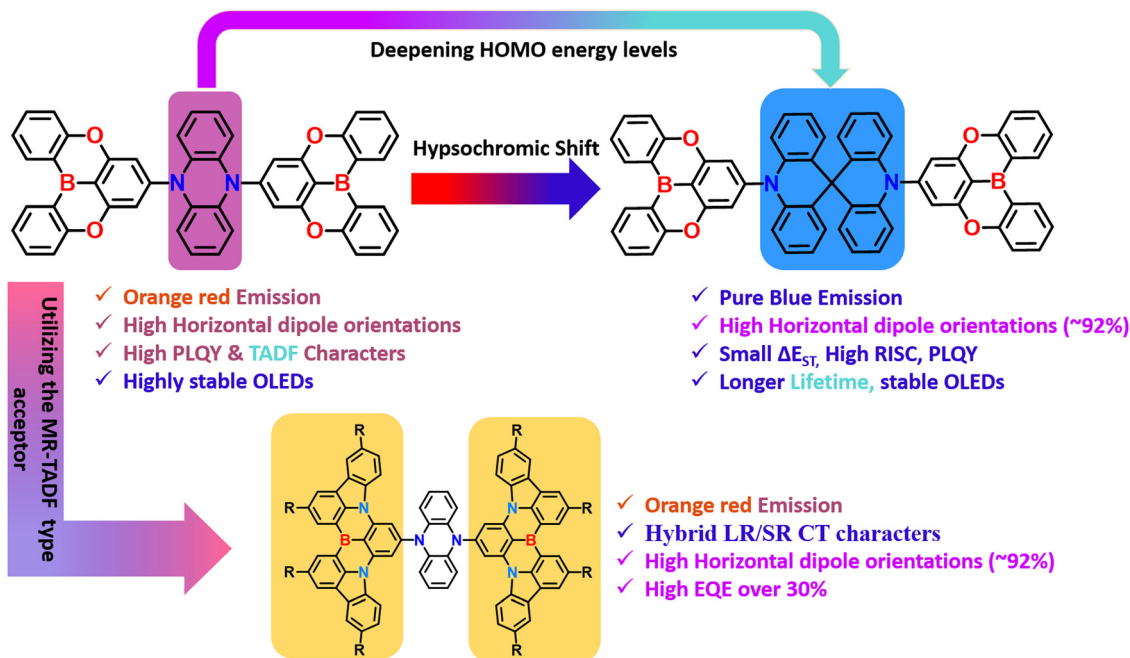 Deepening HOMO energy levels
O
B
O
N
N
O
B
O
Hypsochromic Shift
O
B
O
N
N
O
B
O
Utilizing the MR-TADF type
acceptor
✓ Orange red Emission
✓ High Horizontal dipole orientations
✓ High PLQY & TADF Characters
✓ Highly stable OLEDs
✓ Pure Blue Emission
✓ High Horizontal dipole orientations (~92%)
✓ Small ΔE_ST, High RISC, PLQY
✓ Longer Lifetime, stable OLEDs
R
R
N
B
N
R
R
N
N
R
R
N
B
N
R
R
✓ Orange red Emission
✓ Hybrid LR/SR CT characters
✓ High Horizontal dipole orientations (~92%)
✓ High EQE over 30%